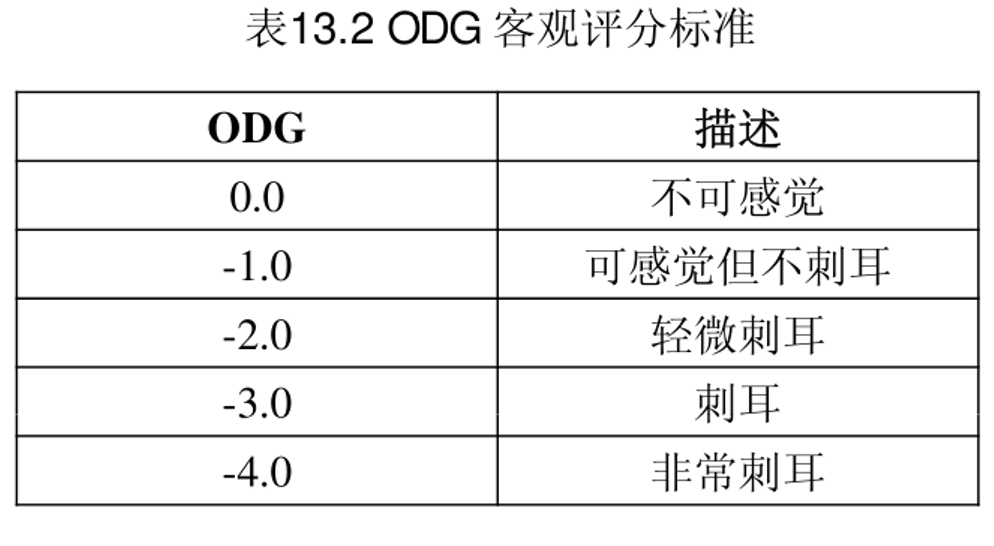 表13.2 ODG 客观评分标准
ODG 描述
0.0 不可感觉
-1.0 可感觉但不刺耳
-2.0 轻微刺耳
-3.0 刺耳
-4.0 非常刺耳